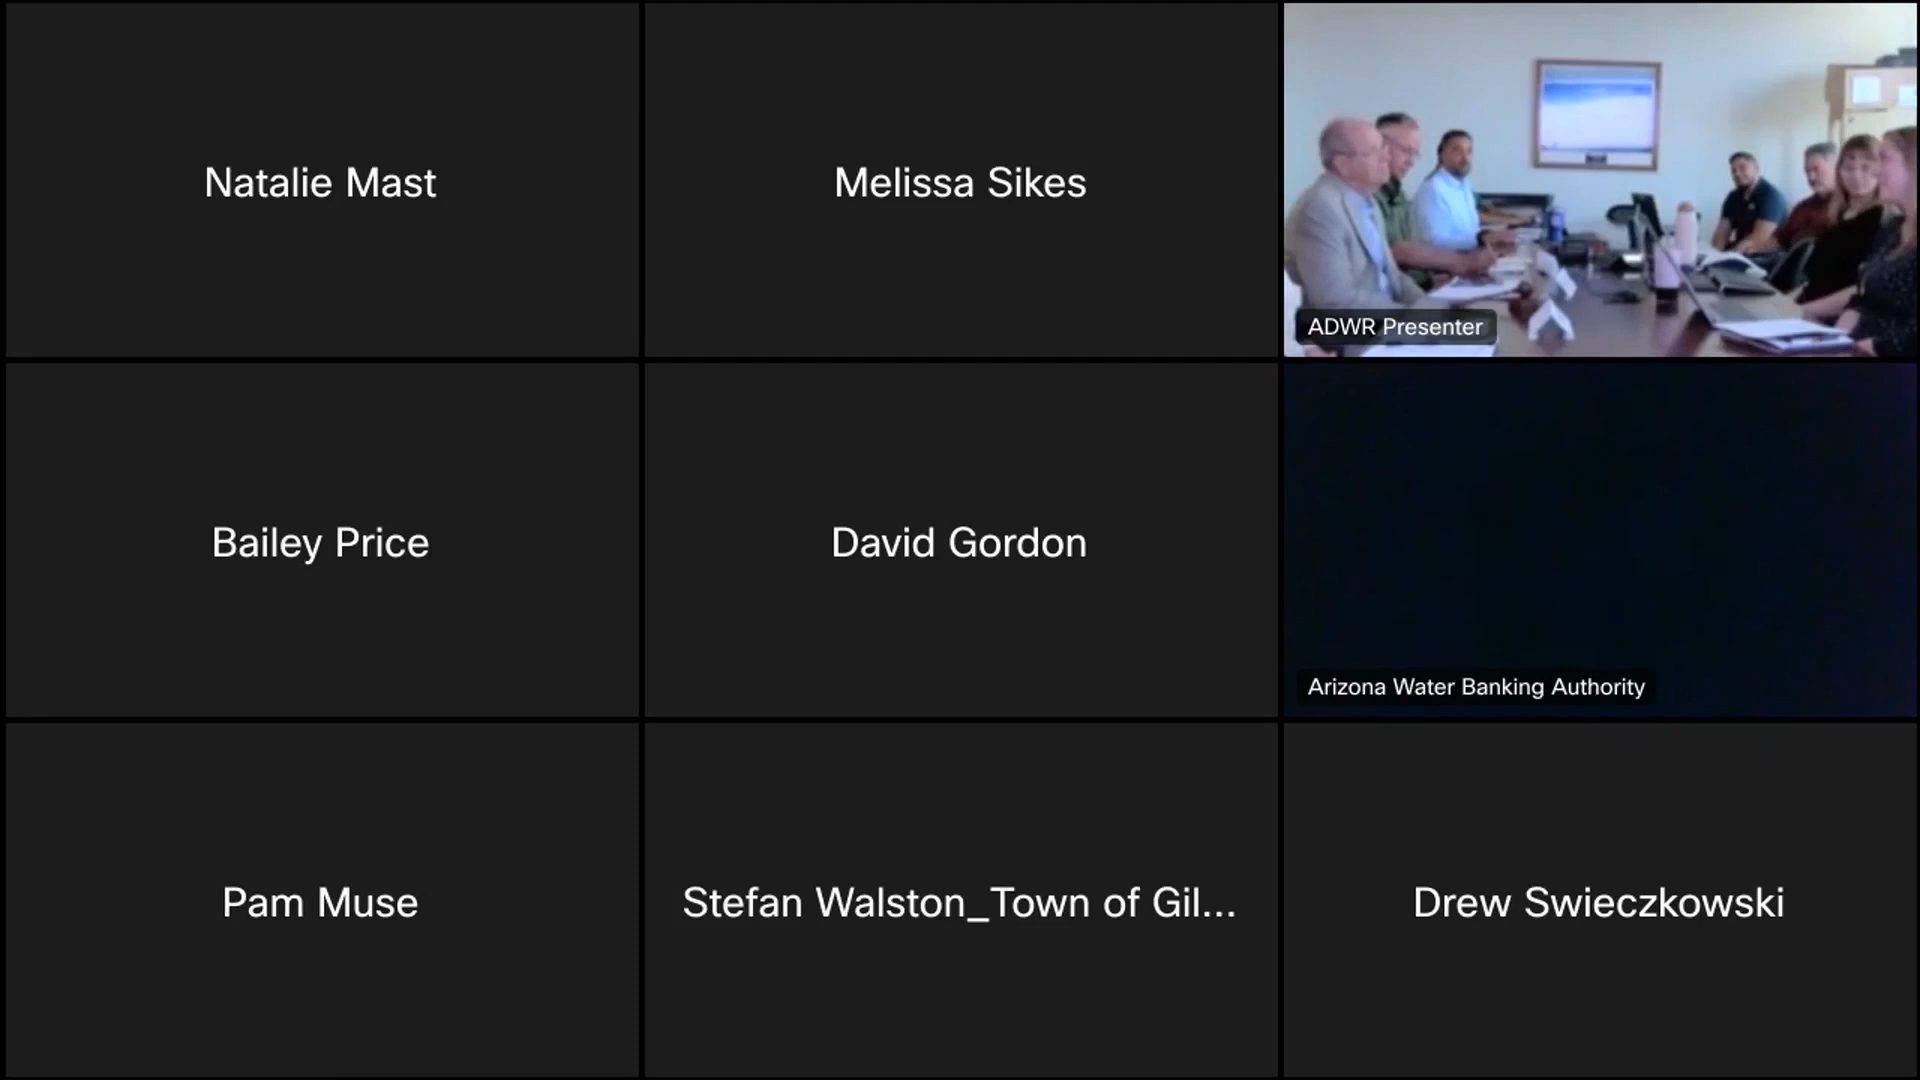 Natalie Mast
Melissa Sikes
ADWR Presenter
Bailey Price
David Gordon
Arizona Water Banking Authority
Pam Muse
Stefan Walston_Town of Gil...
Drew Swieczkowski